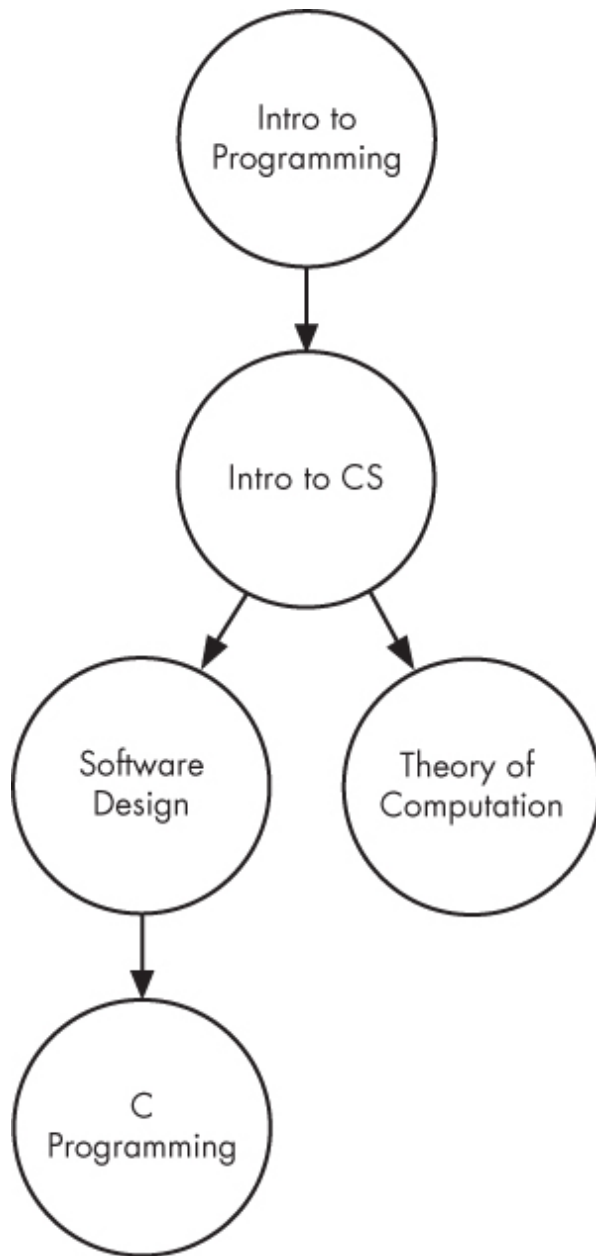 Intro to
Programming
Intro to CS
Software
Design
Theory of
Computation
C
Programming